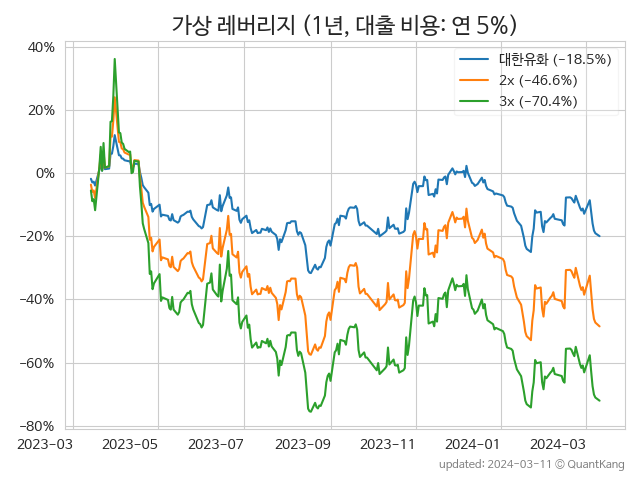 가상 레버리지 (1년, 대출 비용: 연 5%)
대한유화 (-18.5%)
2x (-46.6%)
3x (-70.4%)
40%
20%
0%
-20%
-40%
-60%
-80%
2023-03 2023-05 2023-07 2023-09 2023-11 2024-01 2024-03
updated: 2024-03-11 © QuantKang